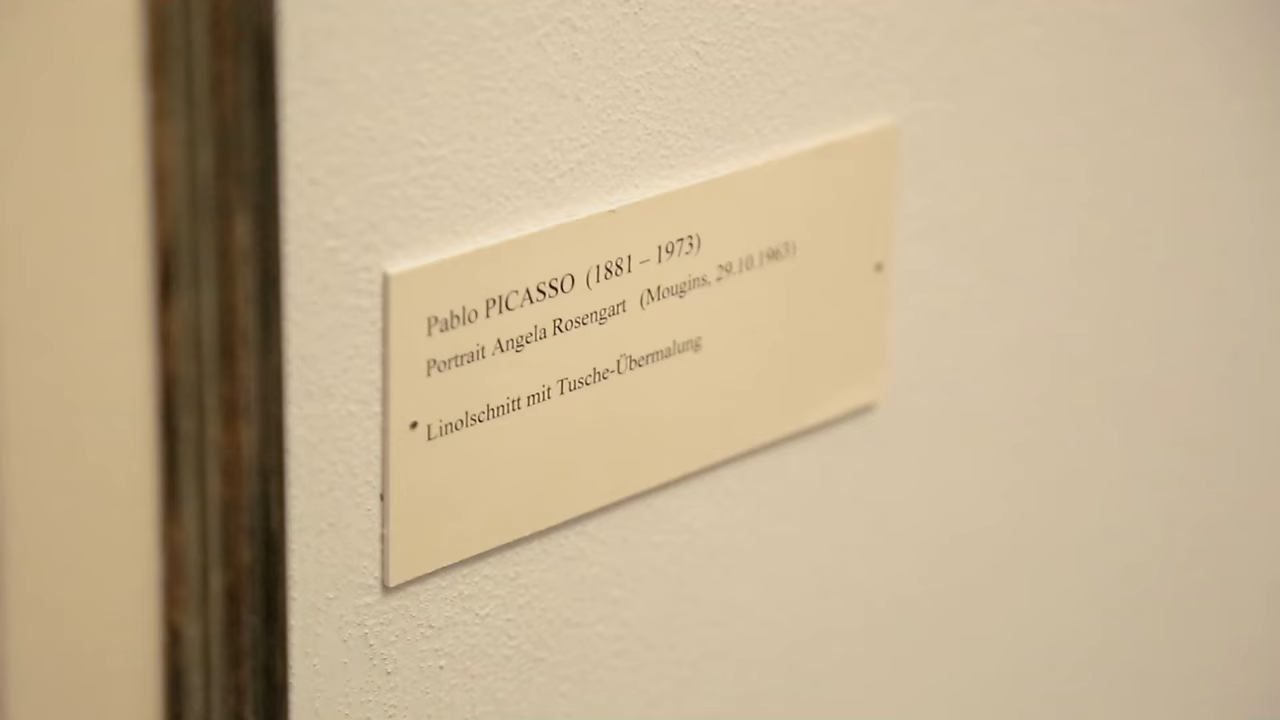 Pablo PICASSO (1881 – 1973)
Portrait Angela Rosengart (Mougins, 29.10.1963)
Linolschnitt mit Tusche-Übermalung